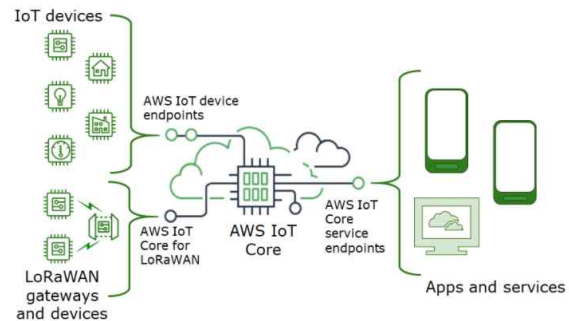 IoT devices
AWS IoT device
endpoints
AWS IoT
Core for
LoRaWAN
AWS IoT
Core
AWS IoT
Core
service
endpoints
LoRaWAN
gateways
and devices
Apps and services